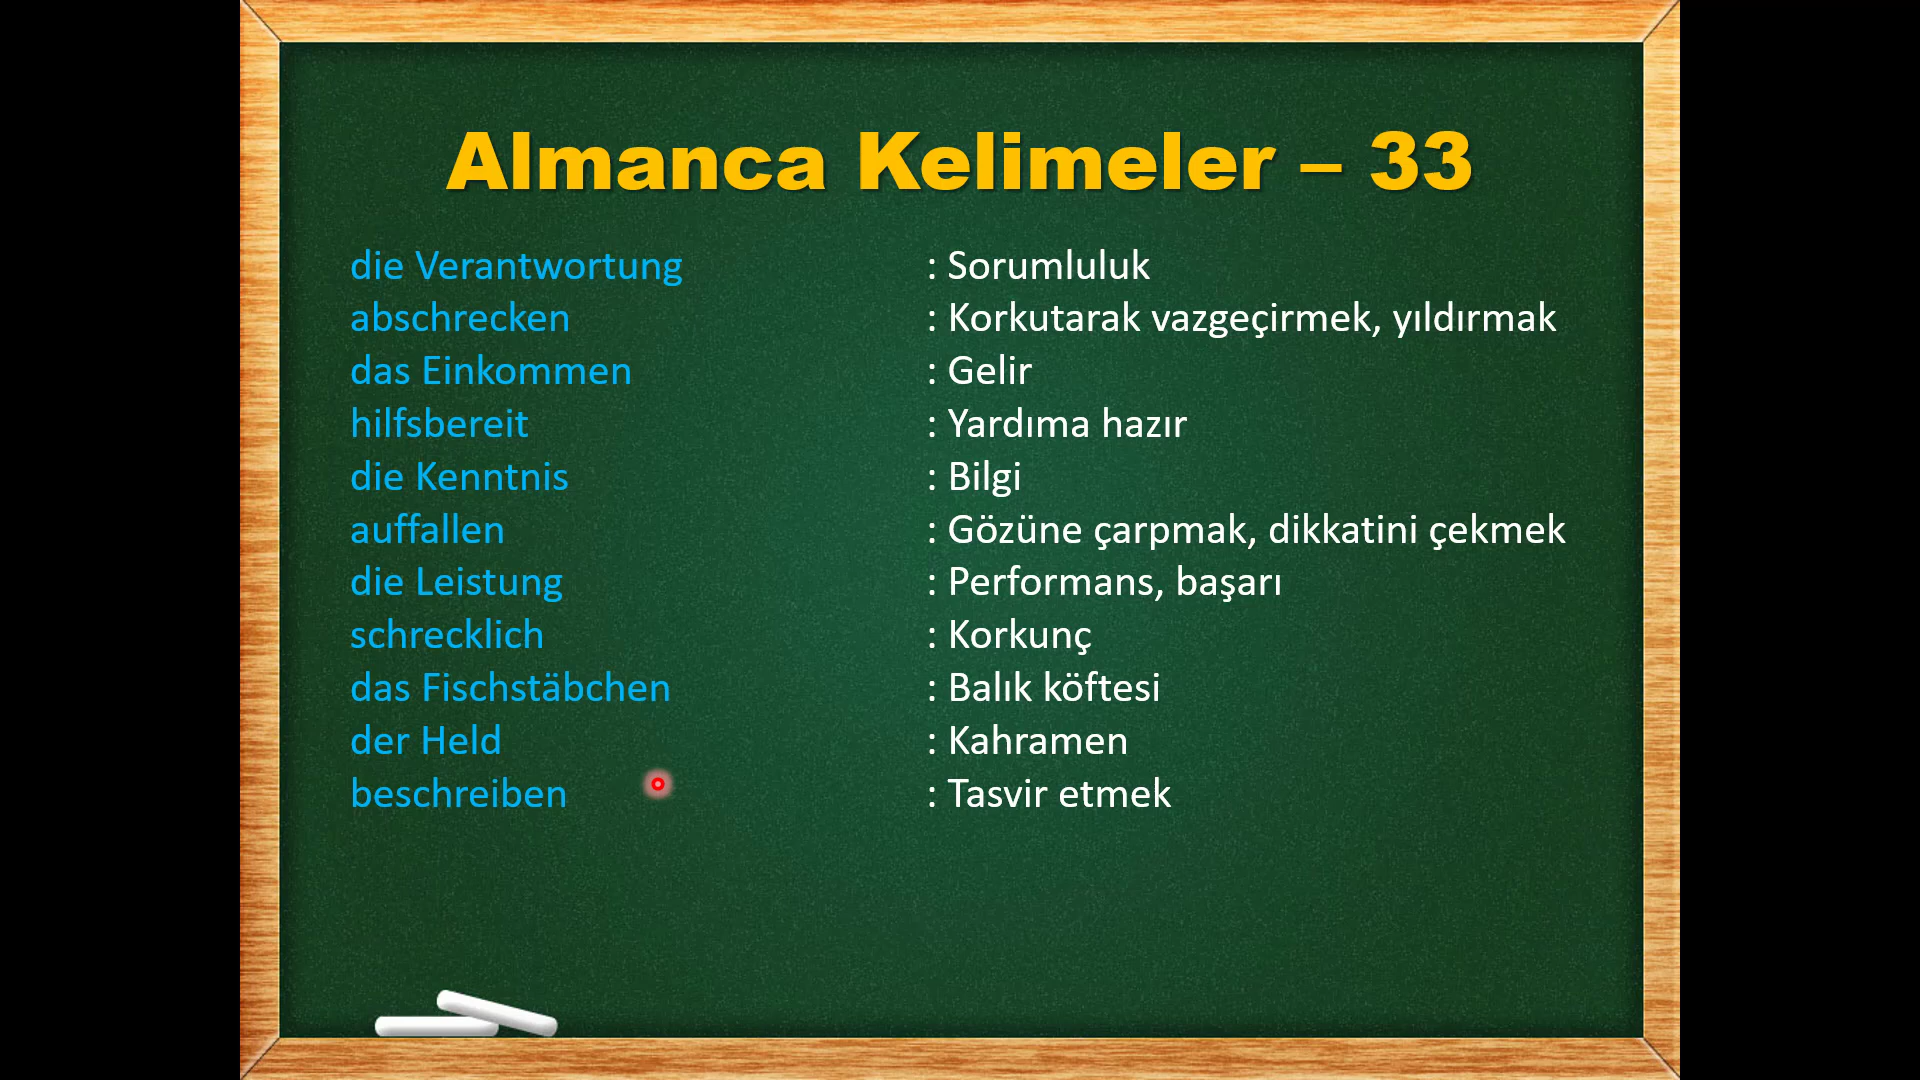 Almanca Kelimeler – 33
die Verantwortung : Sorumluluk
abschrecken : Korkutarak vazgeçirmek, yıldırmak
das Einkommen : Gelir
hilfsbereit : Yardıma hazır
die Kenntnis : Bilgi
auffallen : Gözüne çarpmak, dikkatini çekmek
die Leistung : Performans, başarı
schrecklich : Korkunç
das Fischstäbchen : Balık köftesi
der Held : Kahramen
beschreiben : Tasvir etmek